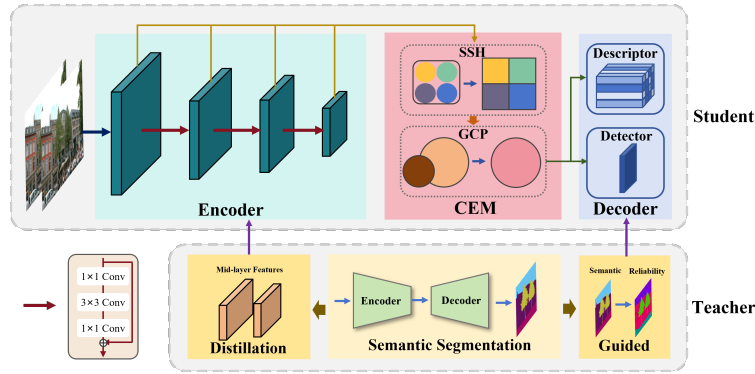 SSH
GCP
CEM
Encoder
Descriptor
Detector
Decoder
Student
1×1 Conv
3×3 Conv
1×1 Conv
Mid-layer Features
Distillation
Encoder
Decoder
Semantic Segmentation
Semantic Reliability
Guided
Teacher